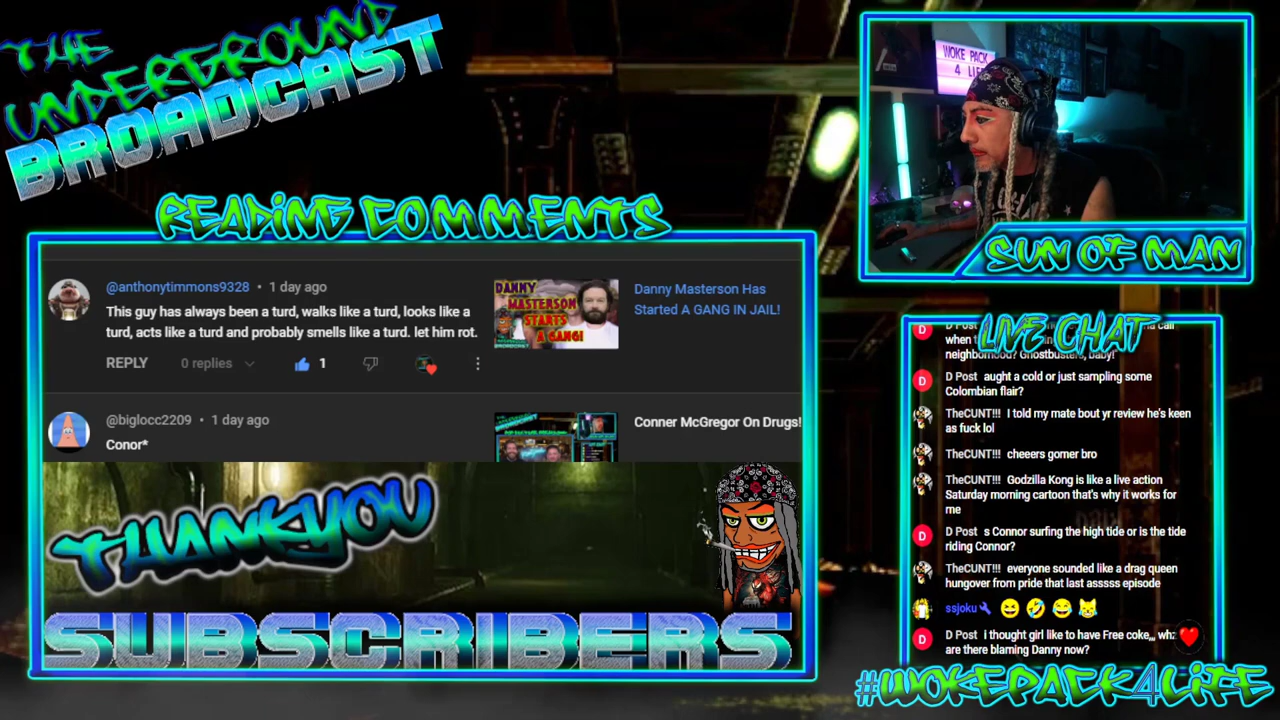 THE
UNDERGROUND
BROADCAST
WOKE PACK
4 LIFE
SUN OF MAN
READING COMMENTS
@anthonytimmons9328 • 1 day ago
This guy has always been a turd, walks like a turd, looks like a
turd, acts like a turd and probably smells like a turd. let him rot.
REPLY 0 replies 1
DANNY
MASTERSON
STARTS
A GANG!
Danny Masterson Has
Started A GANG IN JAIL!
@biglocc2209 • 1 day ago
Conor*
Conner McGregor On Drugs!
THANKYOU
SUBSCRIBERS
LIVE CHAT
D Post call
when
neighborhood? Ghostbusters, baby!
D Post aught a cold or just sampling some
Colombian flair?
TheCUNT!!! I told my mate bout yr review he's keen
as fuck lol
TheCUNT!!! cheeers gomer bro
TheCUNT!!! Godzilla Kong is like a live action
Saturday morning cartoon that's why it works for
me
D Post s Connor surfing the high tide or is the tide
riding Connor?
TheCUNT!!! everyone sounded like a drag queen
hungover from pride that last asssss episode
ssjoku 😆 🤣 😂 😹
D Post i thought girl like to have Free coke,,, wh
are there blaming Danny now?
#WOKEPACK4LIFE